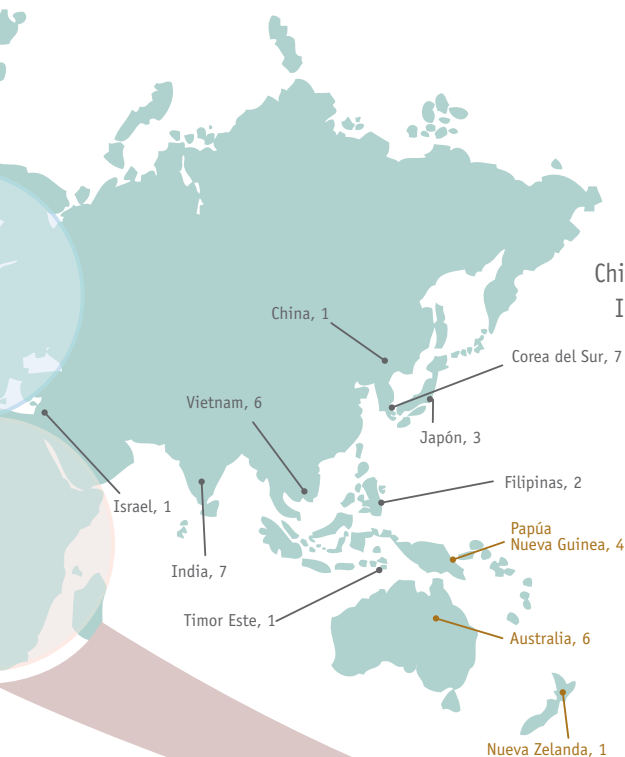 Chi
I
China, 1
Corea del Sur, 7
Vietnam, 6
Japón, 3
Filipinas, 2
Israel, 1
Papúa
Nueva Guinea, 4
India, 7
Timor Este, 1
Australia, 6
Nueva Zelanda, 1